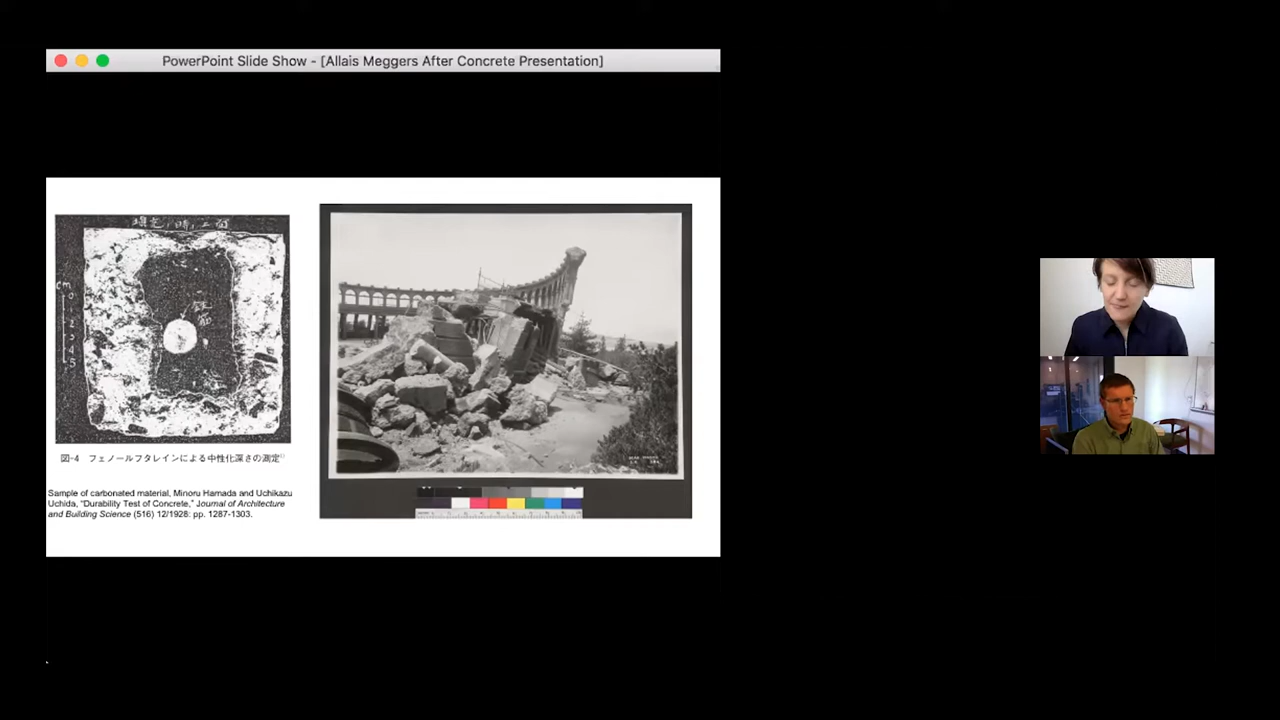 PowerPoint Slide Show - [Allais Meggers After Concrete Presentation]
cm
0
1
2
3
4
5
図-4 フェノールフタレインによる中性化深さの測定
Sample of carbonated material, Minoru Hamada and Uchikazu
Uchida, “Durability Test of Concrete,” Journal of Architecture
and Building Science (516) 12/1928: pp. 1287-1303.